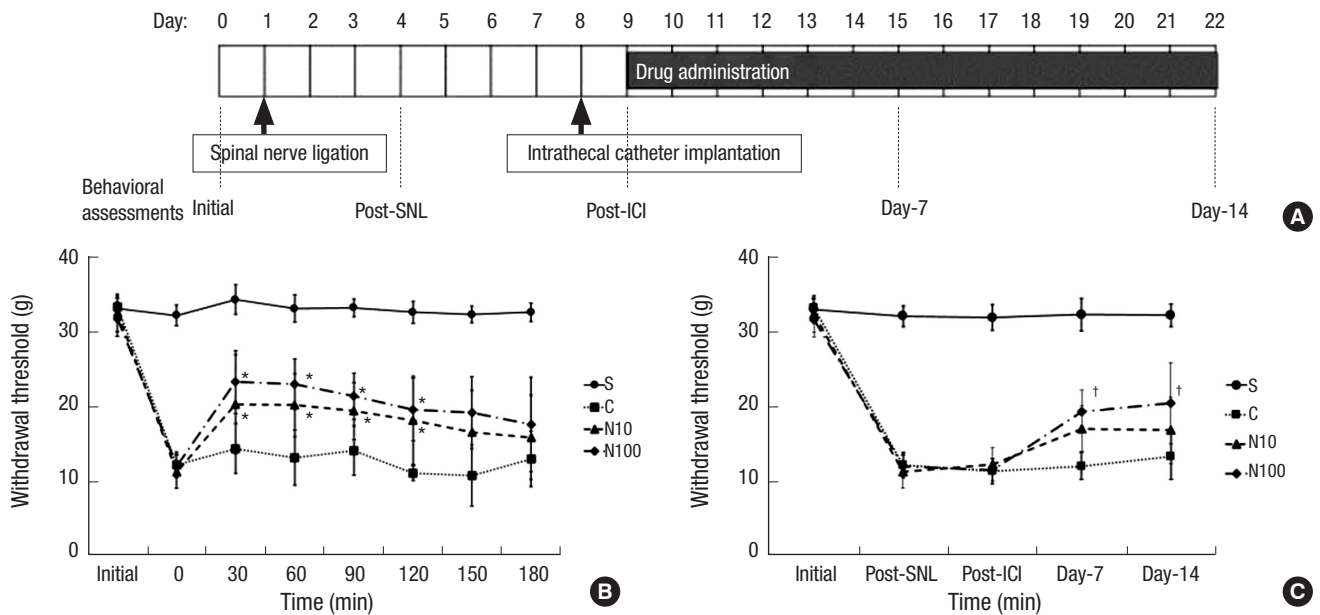 Day: 0 1 2 3 4 5 6 7 8 9 10 11 12 13 14 15 16 17 18 19 20 21 22
Drug administration
Spinal nerve ligation
Intrathecal catheter implantation
Behavioral
assessments
Initial
Post-SNL
Post-ICI
Day-7
Day-14
A
Withdrawal threshold (g)
40
30
20
10
0
* * * *
* * * *
S
C
N10
N100
Initial 0 30 60 90 120 150 180
Time (min)
B
Withdrawal threshold (g)
40
30
20
10
0
† †
S
C
N10
N100
Initial Post-SNL Post-ICI Day-7 Day-14
Time (min)
C